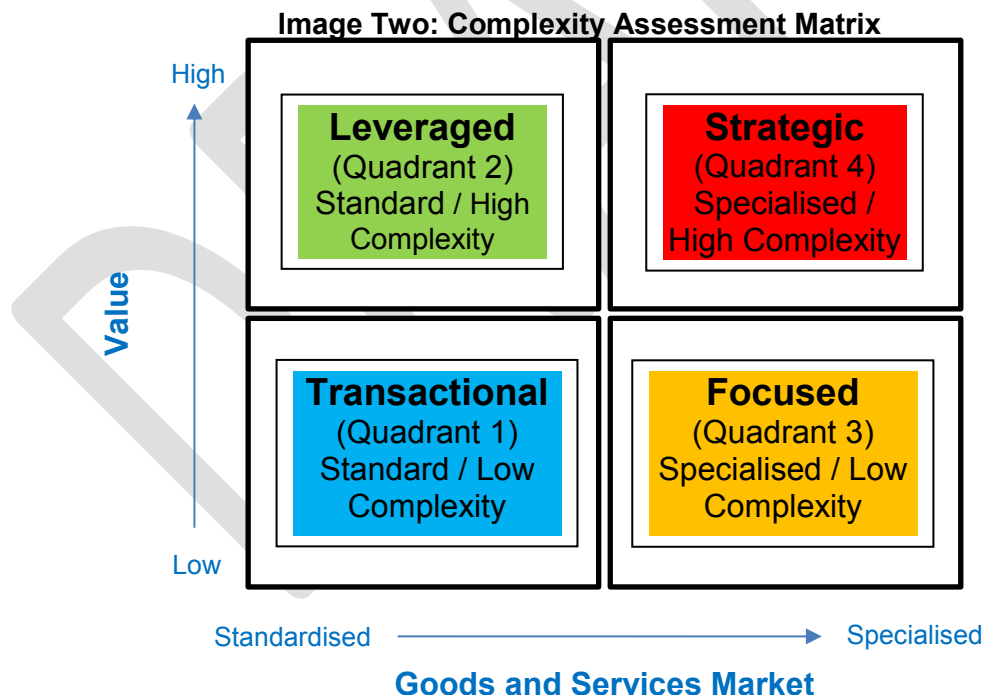 Image Two: Complexity Assessment Matrix
High
Leveraged
(Quadrant 2)
Standard / High
Complexity
Strategic
(Quadrant 4)
Specialised /
High Complexity
Value
Transactional
(Quadrant 1)
Standard / Low
Complexity
Focused
(Quadrant 3)
Specialised / Low
Complexity
Low
Standardised
Specialised
Goods and Services Market